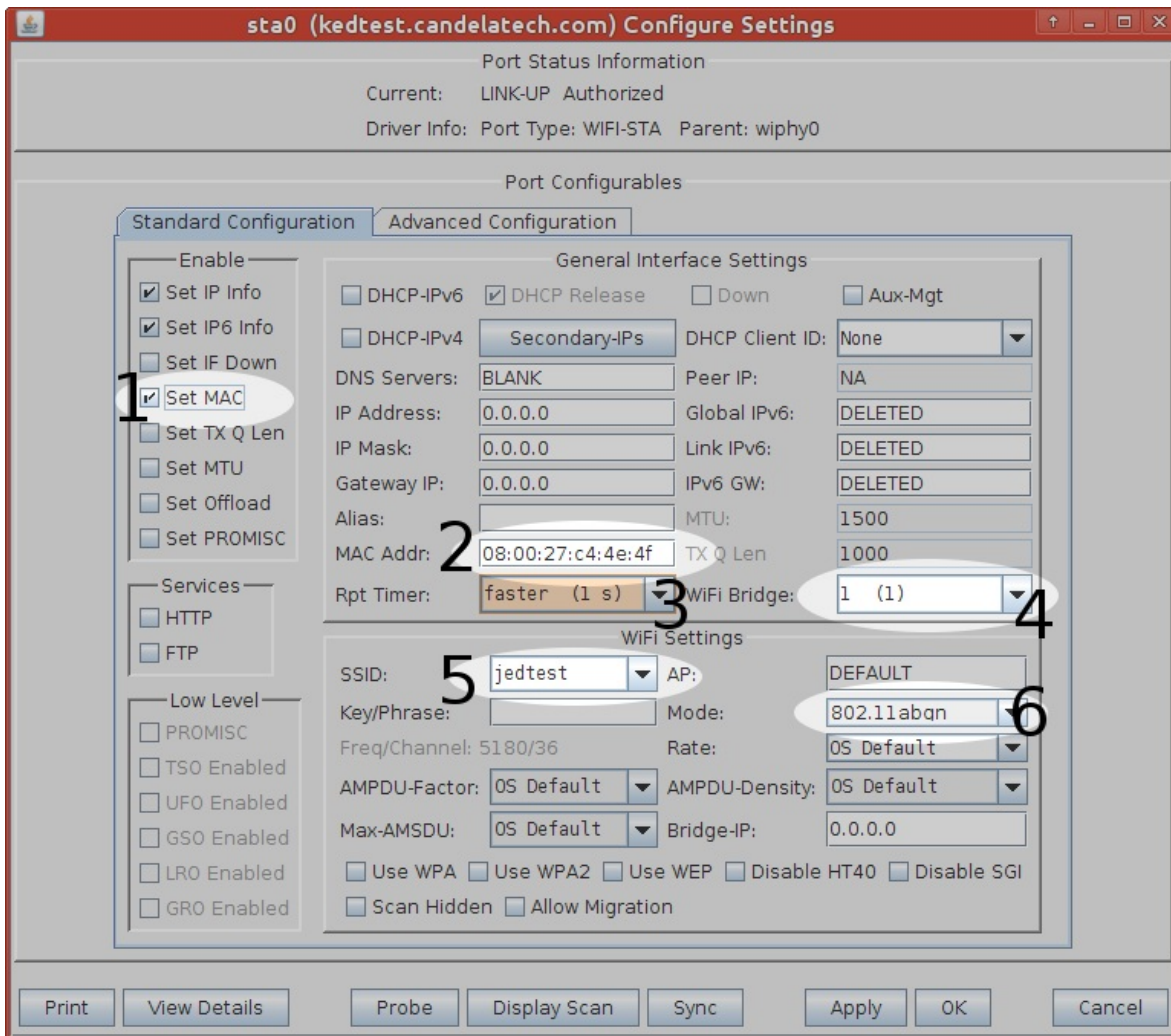 sta0 (kedtest.candelatech.com) Configure Settings
Port Status Information
Current: LINK-UP Authorized
Driver Info: Port Type: WIFI-STA Parent: wiphy0
Port Configurables
Standard Configuration Advanced Configuration
Enable
Set IP Info
Set IP6 Info
Set IF Down
1 Set MAC
Set TX Q Len
Set MTU
Set Offload
Set PROMISC
Services
HTTP
FTP
Low Level
PROMISC
TSO Enabled
UFO Enabled
GSO Enabled
LRO Enabled
GRO Enabled
General Interface Settings
DHCP-IPv6 DHCP Release Down Aux-Mgt
DHCP-IPv4 Secondary-IPs DHCP Client ID: None
DNS Servers: BLANK Peer IP: NA
IP Address: 0.0.0.0 Global IPv6: DELETED
IP Mask: 0.0.0.0 Link IPv6: DELETED
Gateway IP: 0.0.0.0 IPv6 GW: DELETED
Alias: MTU: 1500
MAC Addr: 2 08:00:27:c4:4e:4f TX Q Len 1000
Rpt Timer: faster (1 s) 3 WiFi Bridge: 1 (1) 4
WiFi Settings
SSID: 5 jedtest AP: DEFAULT
Key/Phrase: Mode: 802.11abgn 6
Freq/Channel: 5180/36 Rate: OS Default
AMPDU-Factor: OS Default AMPDU-Density: OS Default
Max-AMSDU: OS Default Bridge-IP: 0.0.0.0
Use WPA Use WPA2 Use WEP Disable HT40 Disable SGI
Scan Hidden Allow Migration
Print View Details Probe Display Scan Sync Apply OK Cancel